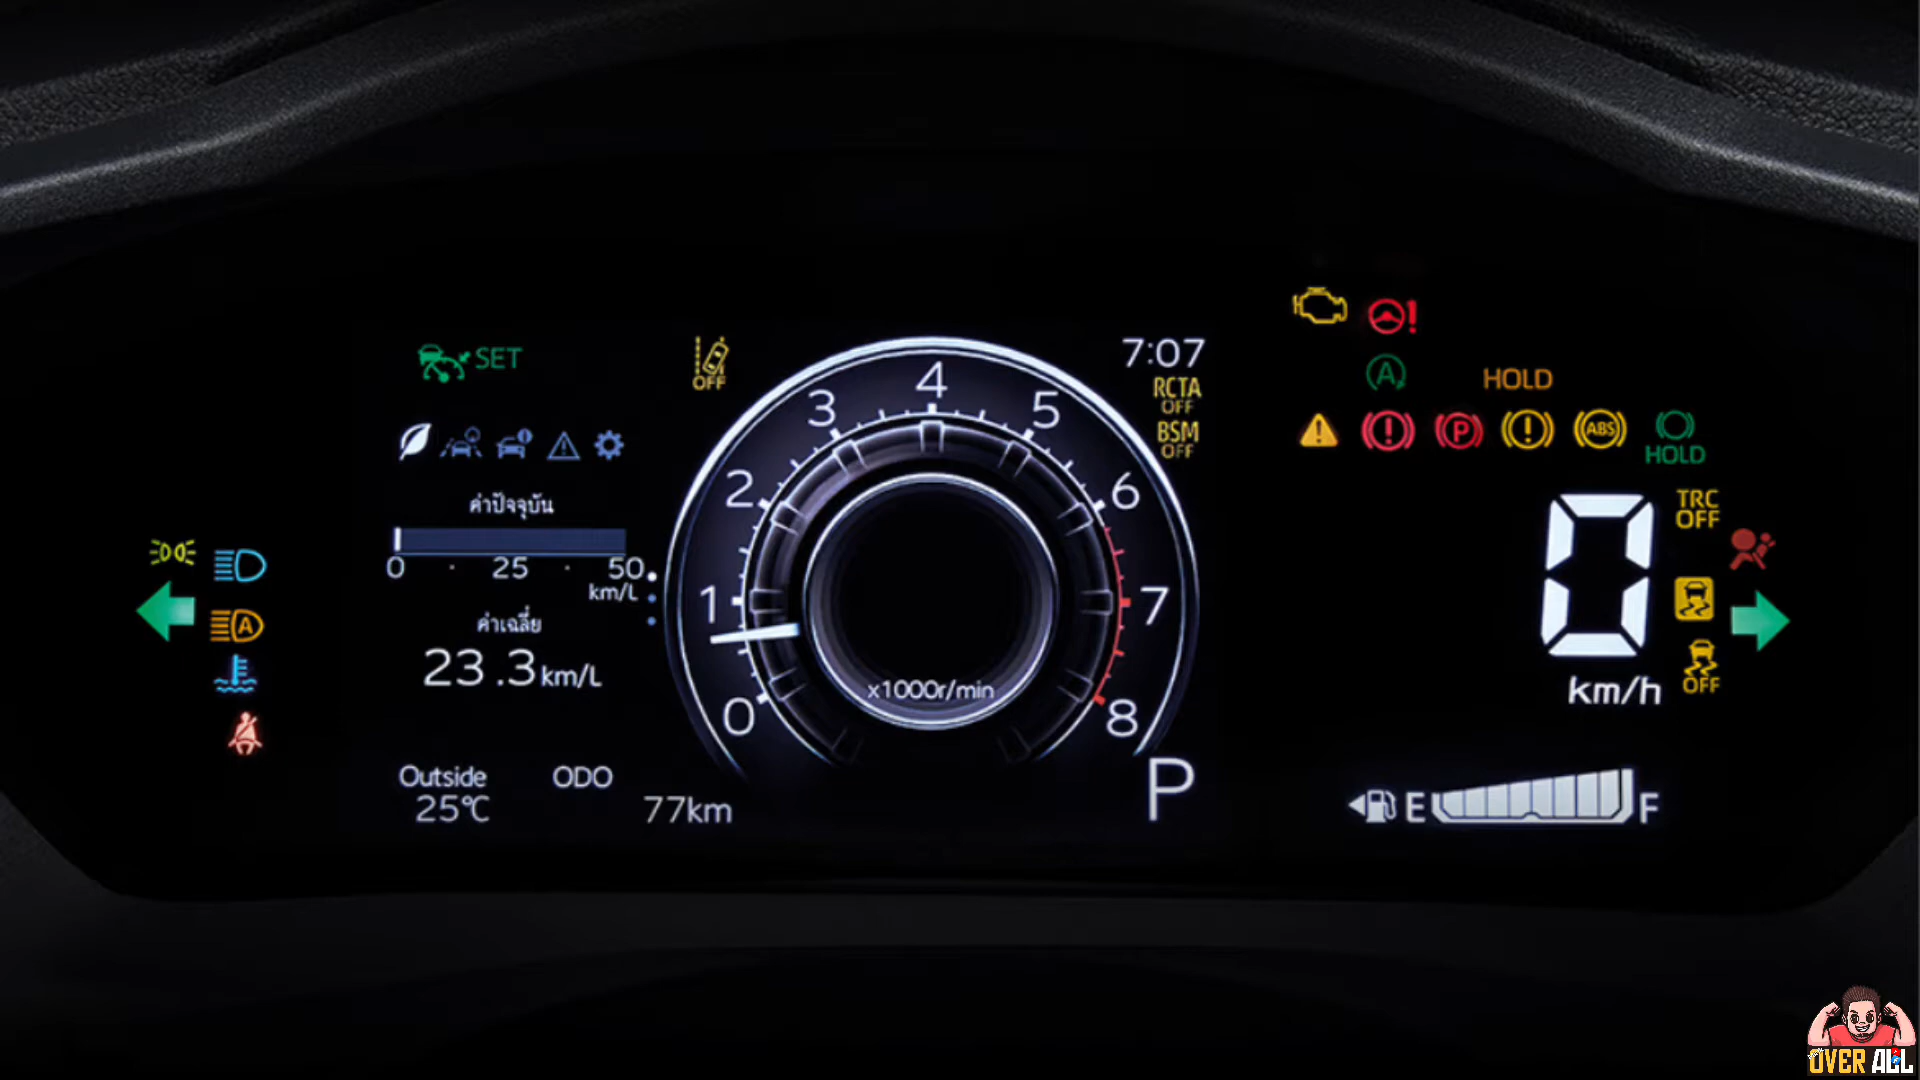 SET
OFF
7:07
RCTA
OFF
BSM
OFF
A
HOLD
!
P
!
ABS
HOLD
ค่าปัจจุบัน
0 25 50
km/L
ค่าเฉลี่ย
23.3 km/L
A
0
1
2
3
4
5
6
7
8
x1000r/min
TRC
OFF
0
km/h
OFF
Outside
25℃
ODO
77km
P
E F
OVER ALL